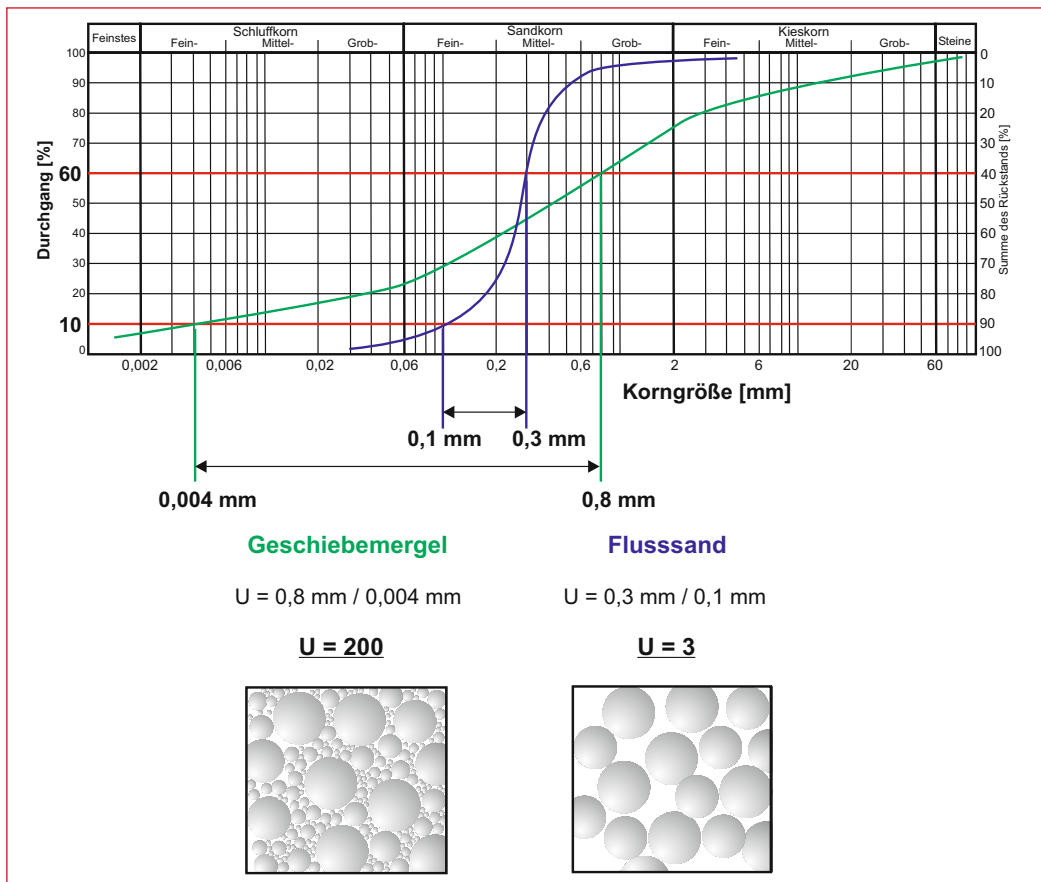 Schluffkorn Sandkorn Kieskorn
Feinstes Fein- Mittel- Grob- Fein- Mittel- Grob- Fein- Mittel- Grob- Steine
100 0
90 5
80 20
70 30
60 40
50 50
40 60
30 70
20 80
10 90
0 100
Durchgang [%]
Summe des Rückstands [%]
0,002 0,006 0,02 0,06 0,2 0,6 2 6 20 60
Korngröße [mm]
0,1 mm 0,3 mm
0,004 mm 0,8 mm
Geschiebemergel Flusssand
U = 0,8 mm / 0,004 mm U = 0,3 mm / 0,1 mm
U = 200 U = 3